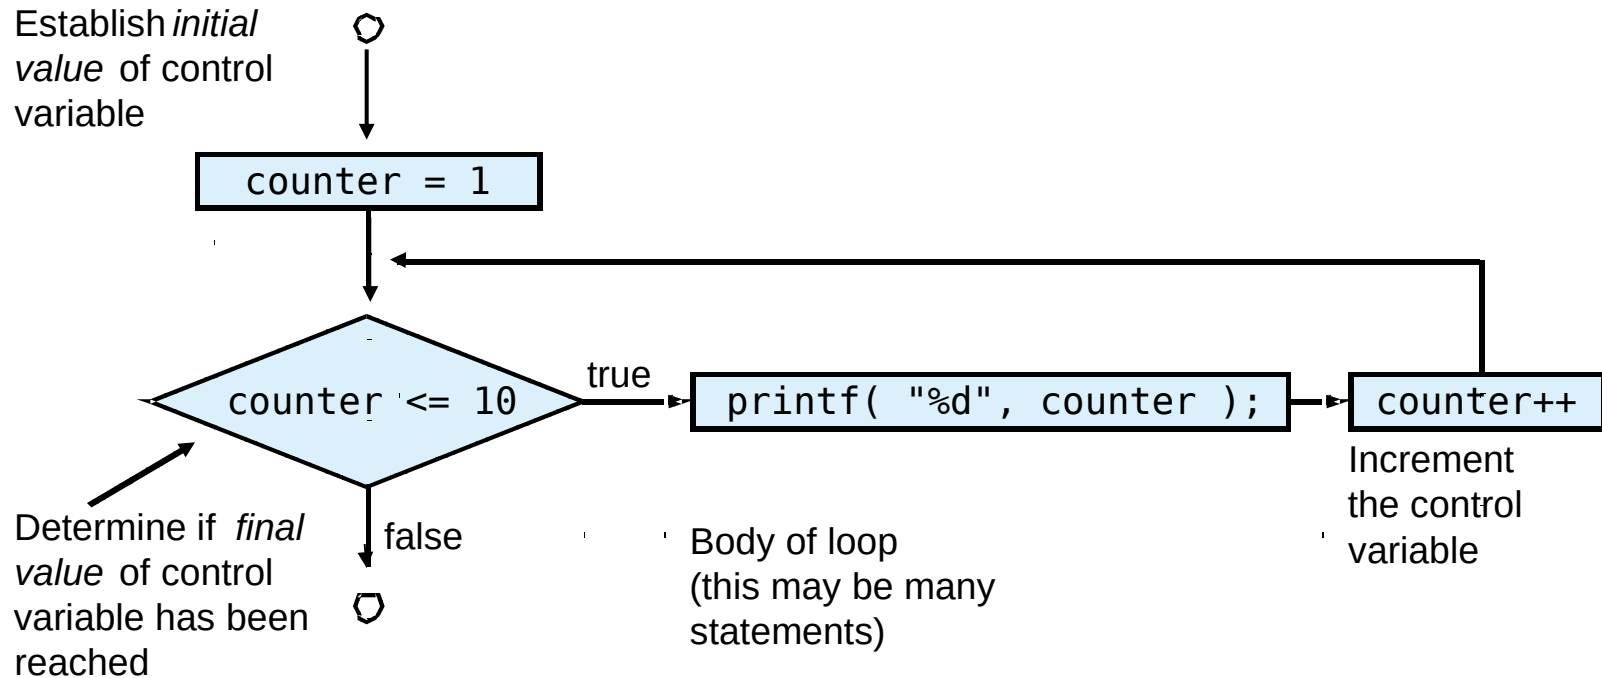 Establish initial
value of control
variable
counter = 1
counter <= 10
true
printf( "%d", counter );
counter++
Increment
the control
variable
false
Determine if final
value of control
variable has been
reached
Body of loop
(this may be many
statements)